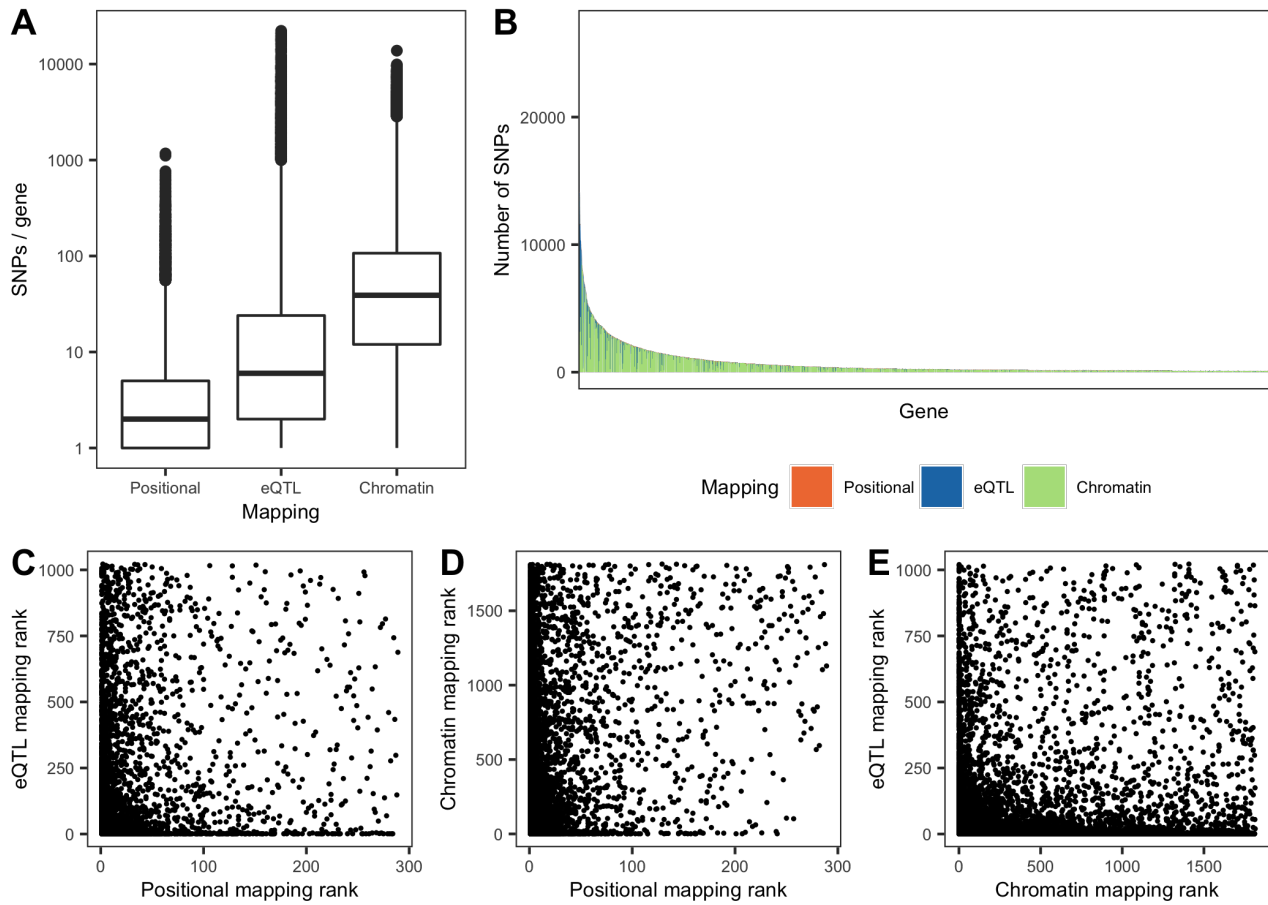 A
SNPs / gene
10000
1000
100
10
1
Positional
eQTL
Chromatin
Mapping
B
Number of SNPs
20000
10000
0
Gene
Mapping
Positional
eQTL
Chromatin
C
eQTL mapping rank
1000
750
500
250
0
0
100
200
300
Positional mapping rank
D
Chromatin mapping rank
1500
1000
500
0
0
100
200
300
Positional mapping rank
E
eQTL mapping rank
1000
750
500
250
0
0
500
1000
1500
Chromatin mapping rank